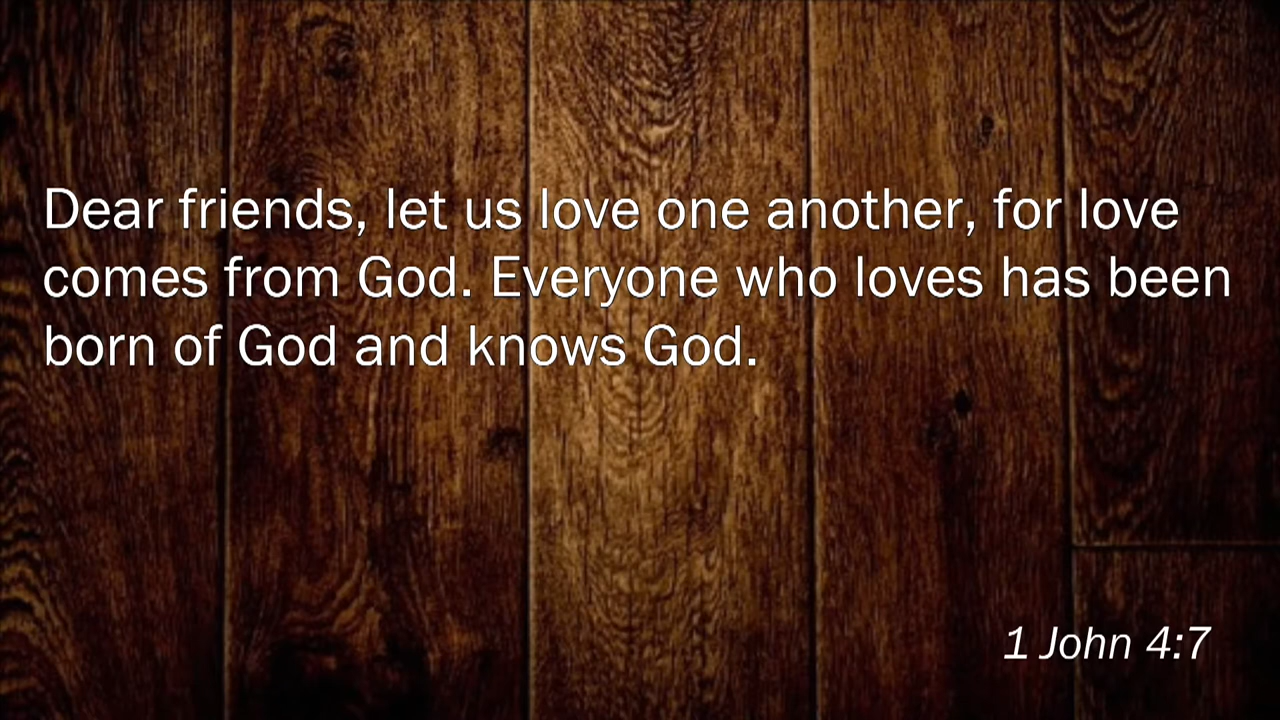 Dear friends, let us love one another, for love
comes from God. Everyone who loves has been
born of God and knows God.
1 John 4:7